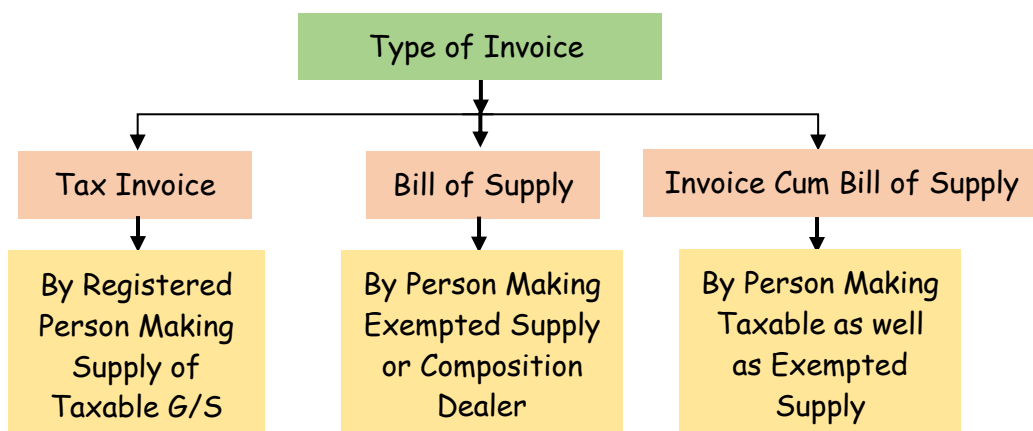 Type of Invoice
Tax Invoice
Bill of Supply
Invoice Cum Bill of Supply
By Registered
Person Making
Supply of
Taxable G/S
By Person Making
Exempted Supply
or Composition
Dealer
By Person Making
Taxable as well
as Exempted
Supply